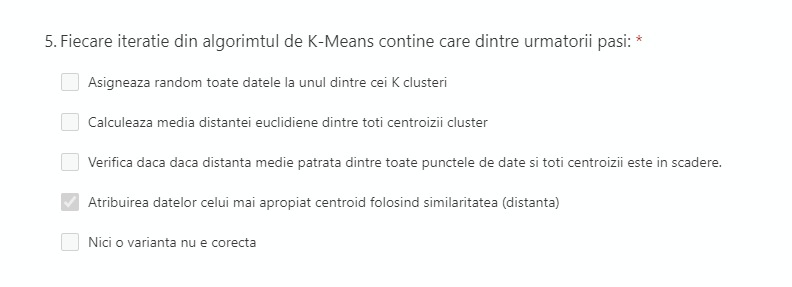 5. Fiecare iteratie din algorimtul de K-Means contine care dintre urmatorii pasi: *
Asigneaza random toate datele la unul dintre cei K clusteri
Calculeaza media distantei euclidiene dintre toti centroizii cluster
Verifica daca daca distanta medie patrata dintre toate punctele de date si toti centroizii este in scadere.
Atribuirea datelor celui mai apropiat centroid folosind similaritatea (distanta)
Nici o varianta nu e corecta